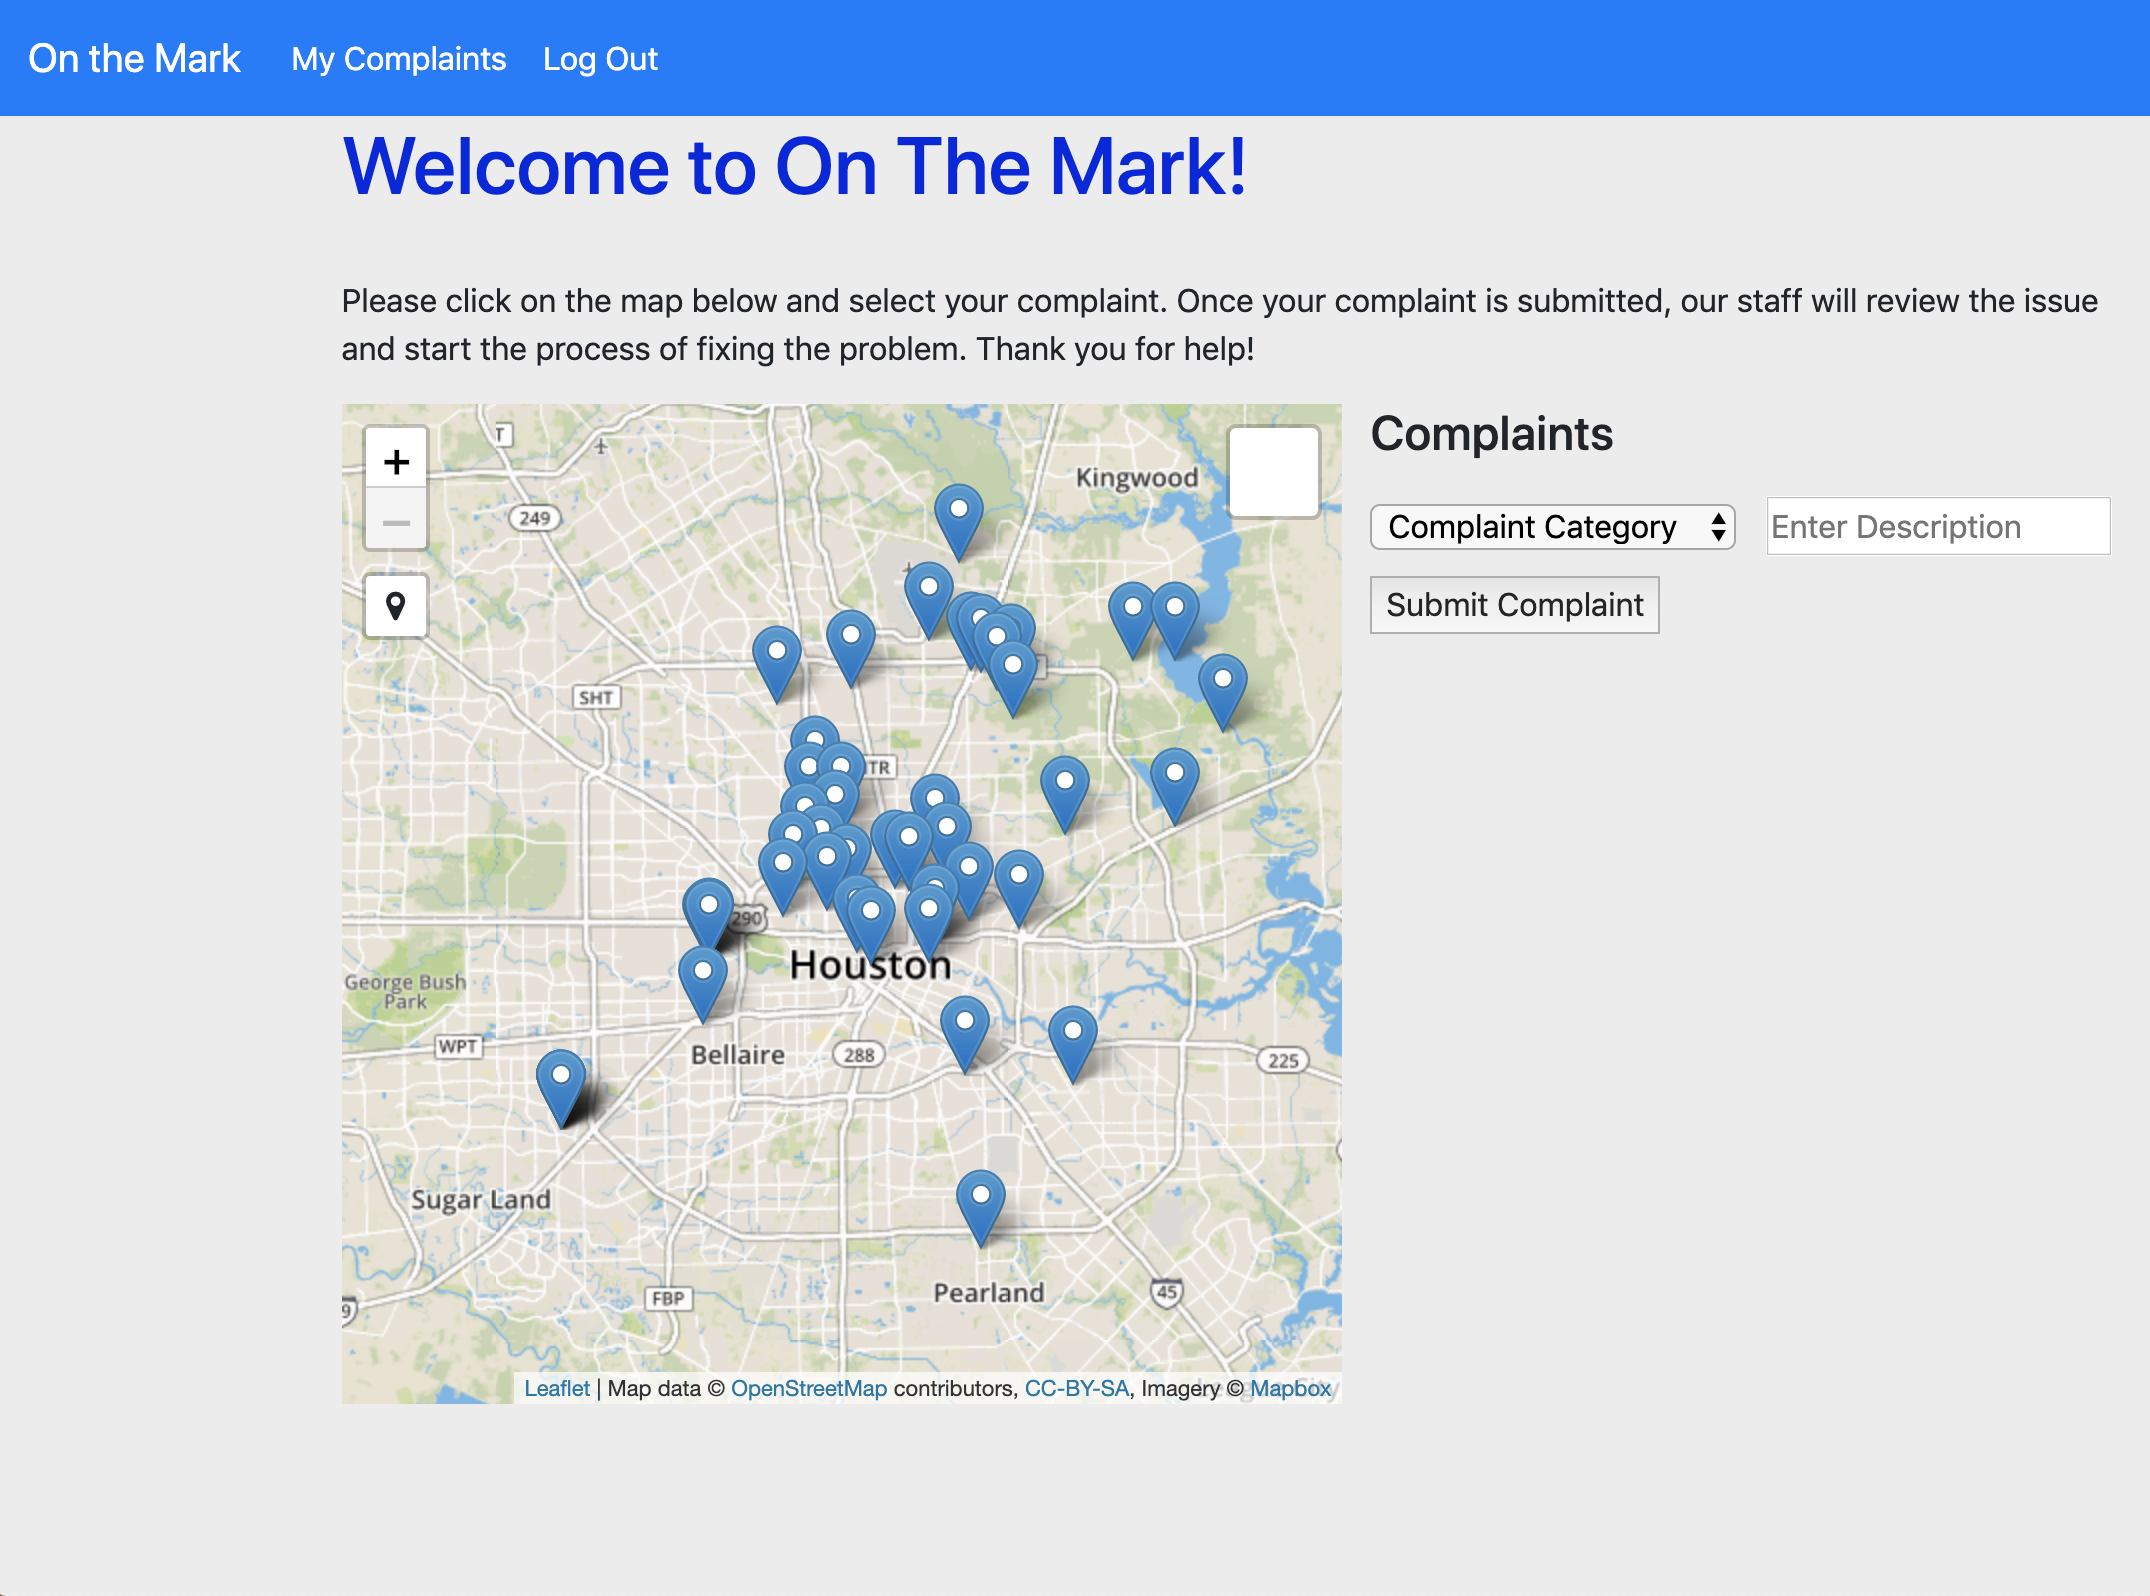 On the Mark My Complaints Log Out
Welcome to On The Mark!
Please click on the map below and select your complaint. Once your complaint is submitted, our staff will review the issue
and start the process of fixing the problem. Thank you for help!
Complaints
Complaint Category
Enter Description
Submit Complaint
+
−
T
Kingwood
249
SHT
TR
290
Houston
George Bush
Park
WPT
Bellaire
288
225
Sugar Land
FBP
Pearland
45
9
Leaflet | Map data © OpenStreetMap contributors, CC-BY-SA, Imagery © Mapbox